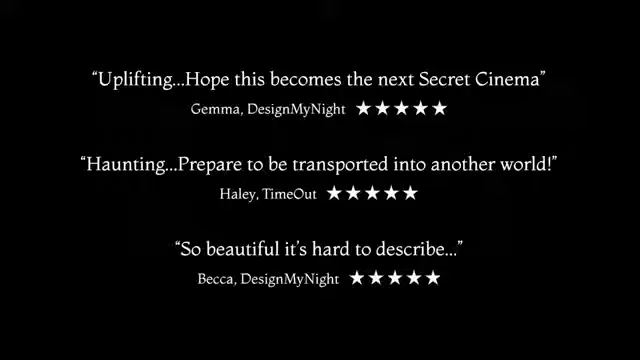 “Uplifting...Hope this becomes the next Secret Cinema”
Gemma, DesignMyNight ★★★★★
“Haunting...Prepare to be transported into another world!”
Haley, TimeOut ★★★★★
“So beautiful it’s hard to describe...”
Becca, DesignMyNight ★★★★★